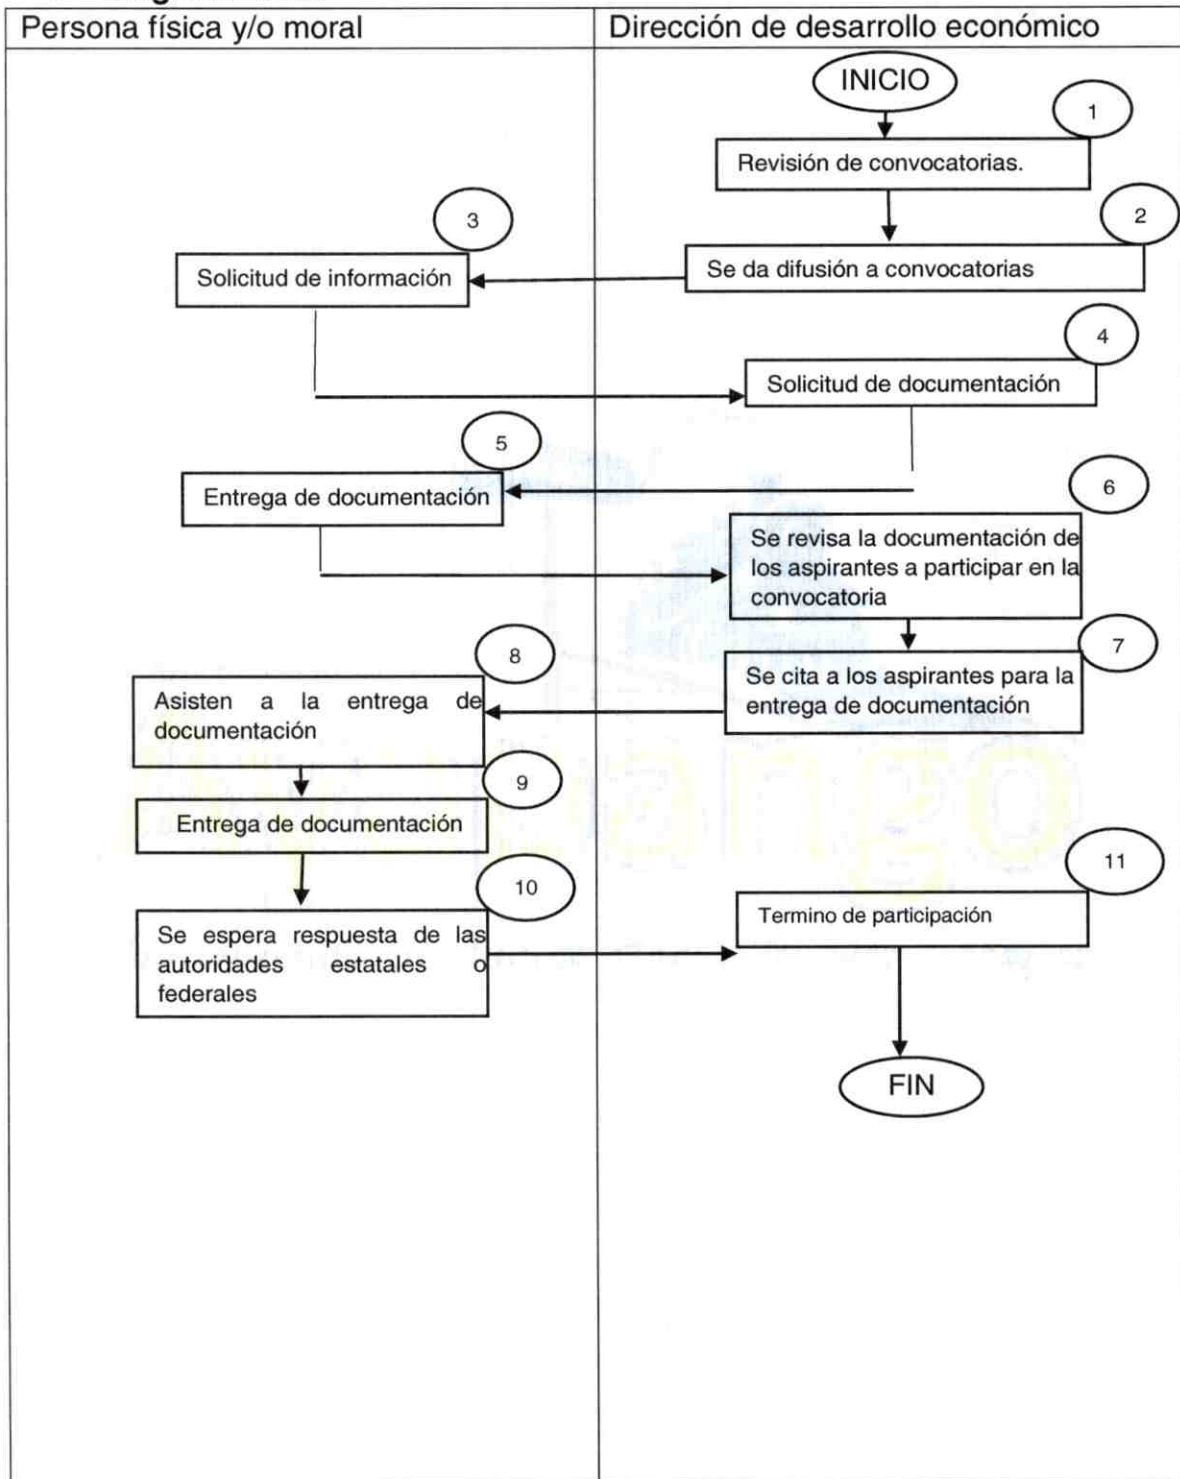 Persona física y/o moral
Dirección de desarrollo económico
INICIO
1
Revisión de convocatorias.
2
Se da difusión a convocatorias
3
Solicitud de información
4
Solicitud de documentación
5
Entrega de documentación
6
Se revisa la documentación de
los aspirantes a participar en la
convocatoria
7
Se cita a los aspirantes para la
entrega de documentación
8
Asisten a la entrega de
documentación
9
Entrega de documentación
10
Se espera respuesta de las
autoridades estatales o
federales
11
Termino de participación
FIN